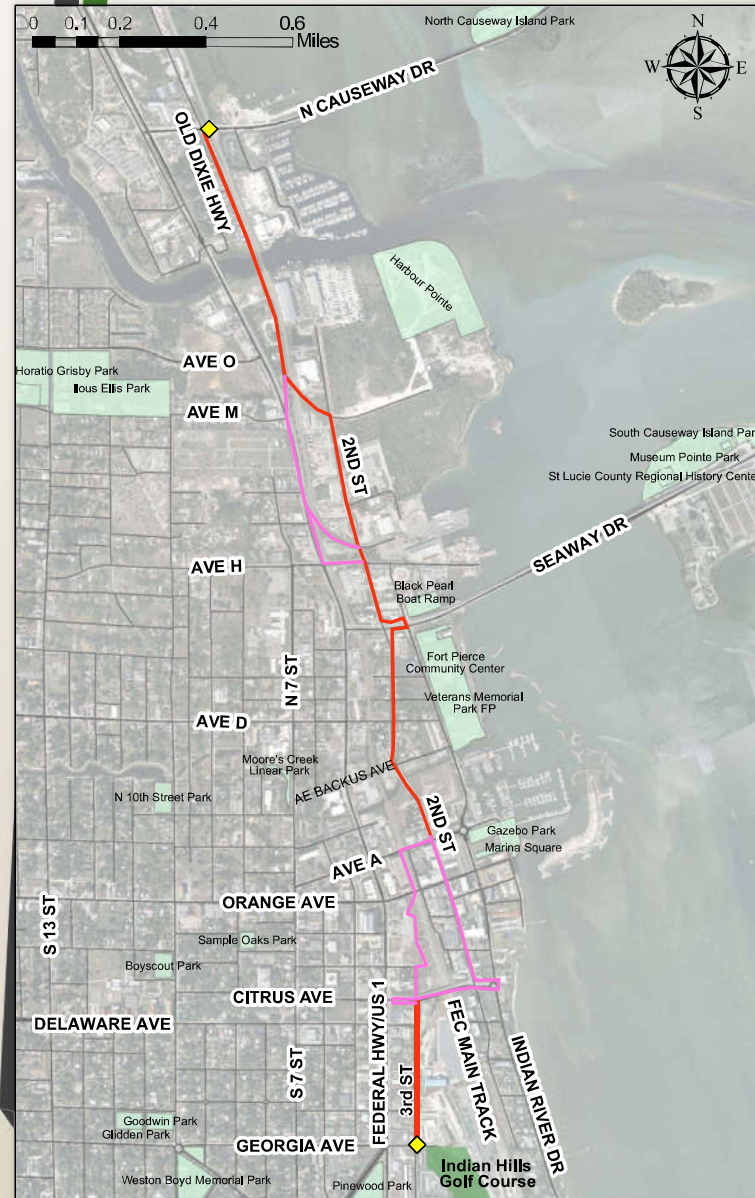 0 0.1 0.2 0.4 0.6
Miles
North Causeway Island Park
N
W E
S
N CAUSEWAY DR
OLD DIXIE HWY
Harbour Pointe
AVE O
Horatio Grisby Park
Ilous Ellis Park
AVE M
2ND ST
South Causeway Island Par
Museum Pointe Park
St Lucie County Regional History Cente
SEAWAY DR
AVE H
Black Pearl
Boat Ramp
Fort Pierce
Community Center
N 7 ST
Veterans Memorial
Park FP
AVE D
Moore's Creek
Linear Park
AE BACKUS AVE
N 10th Street Park
2ND ST
Gazebo Park
Marina Square
AVE A
ORANGE AVE
S 13 ST
Sample Oaks Park
Boyscout Park
CITRUS AVE
DELAWARE AVE
FEDERAL HWY/US 1
FEC MAIN TRACK
INDIAN RIVER DR
S 7 ST
3rd ST
Goodwin Park
Glidden Park
GEORGIA AVE
Indian Hills
Golf Course
Weston Boyd Memorial Park
Pinewood Park